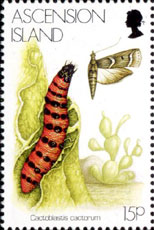 ASCENSION
ISLAND
Cactoblastis cactorum
15p